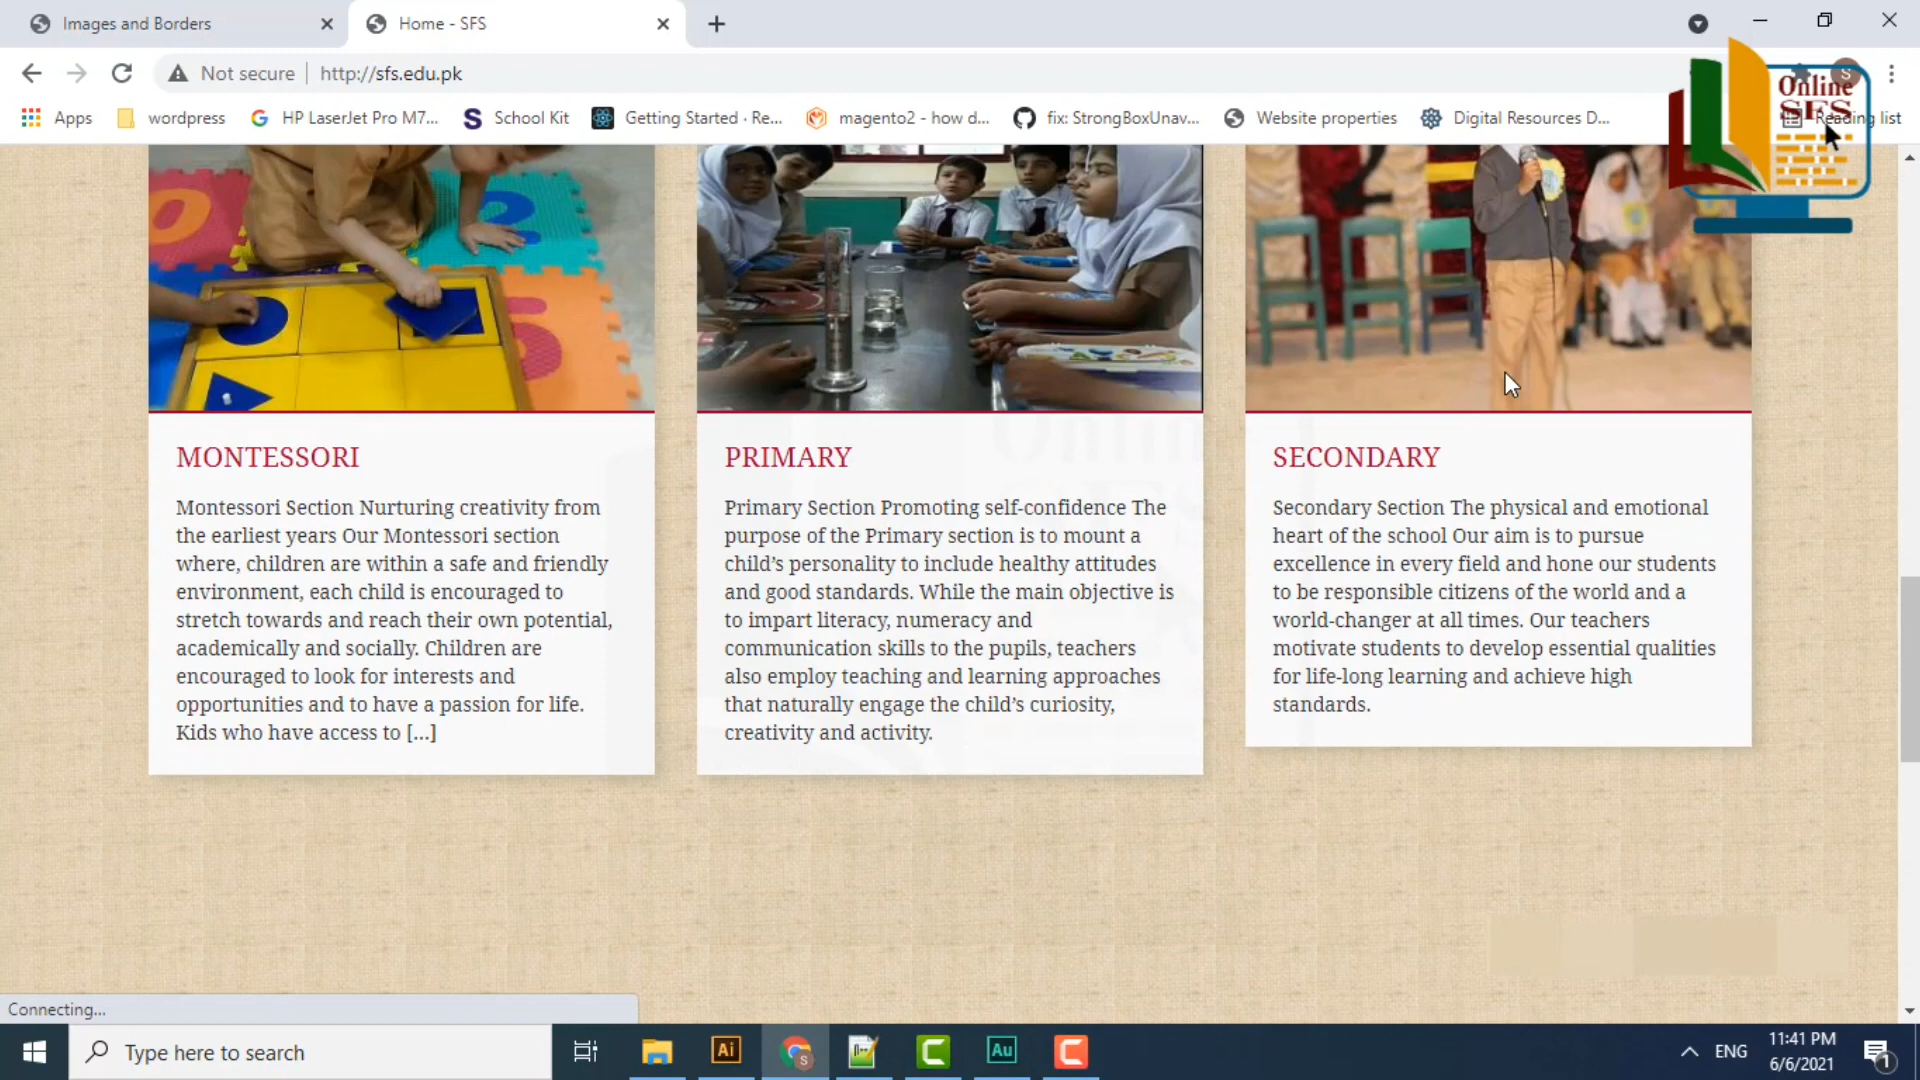 Images and Borders
Home - SFS
Not secure
http://sfs.edu.pk
S
Apps
wordpress
HP LaserJet Pro M7...
School Kit
Getting Started · Re...
magento2 - how d...
fix: StrongBoxUnav...
Website properties
Digital Resources D...
Reading list
Online
SFS
0
2
5
MONTESSORI
Montessori Section Nurturing creativity from
the earliest years Our Montessori section
where, children are within a safe and friendly
environment, each child is encouraged to
stretch towards and reach their own potential,
academically and socially. Children are
encouraged to look for interests and
opportunities and to have a passion for life.
Kids who have access to [...]
PRIMARY
Primary Section Promoting self-confidence The
purpose of the Primary section is to mount a
child's personality to include healthy attitudes
and good standards. While the main objective is
to impart literacy, numeracy and
communication skills to the pupils, teachers
also employ teaching and learning approaches
that naturally engage the child's curiosity,
creativity and activity.
SECONDARY
Secondary Section The physical and emotional
heart of the school Our aim is to pursue
excellence in every field and hone our students
to be responsible citizens of the world and a
world-changer at all times. Our teachers
motivate students to develop essential qualities
for life-long learning and achieve high
standards.
Connecting...
Type here to search
Ai
S
Au
ENG
11:41 PM
6/6/2021
1